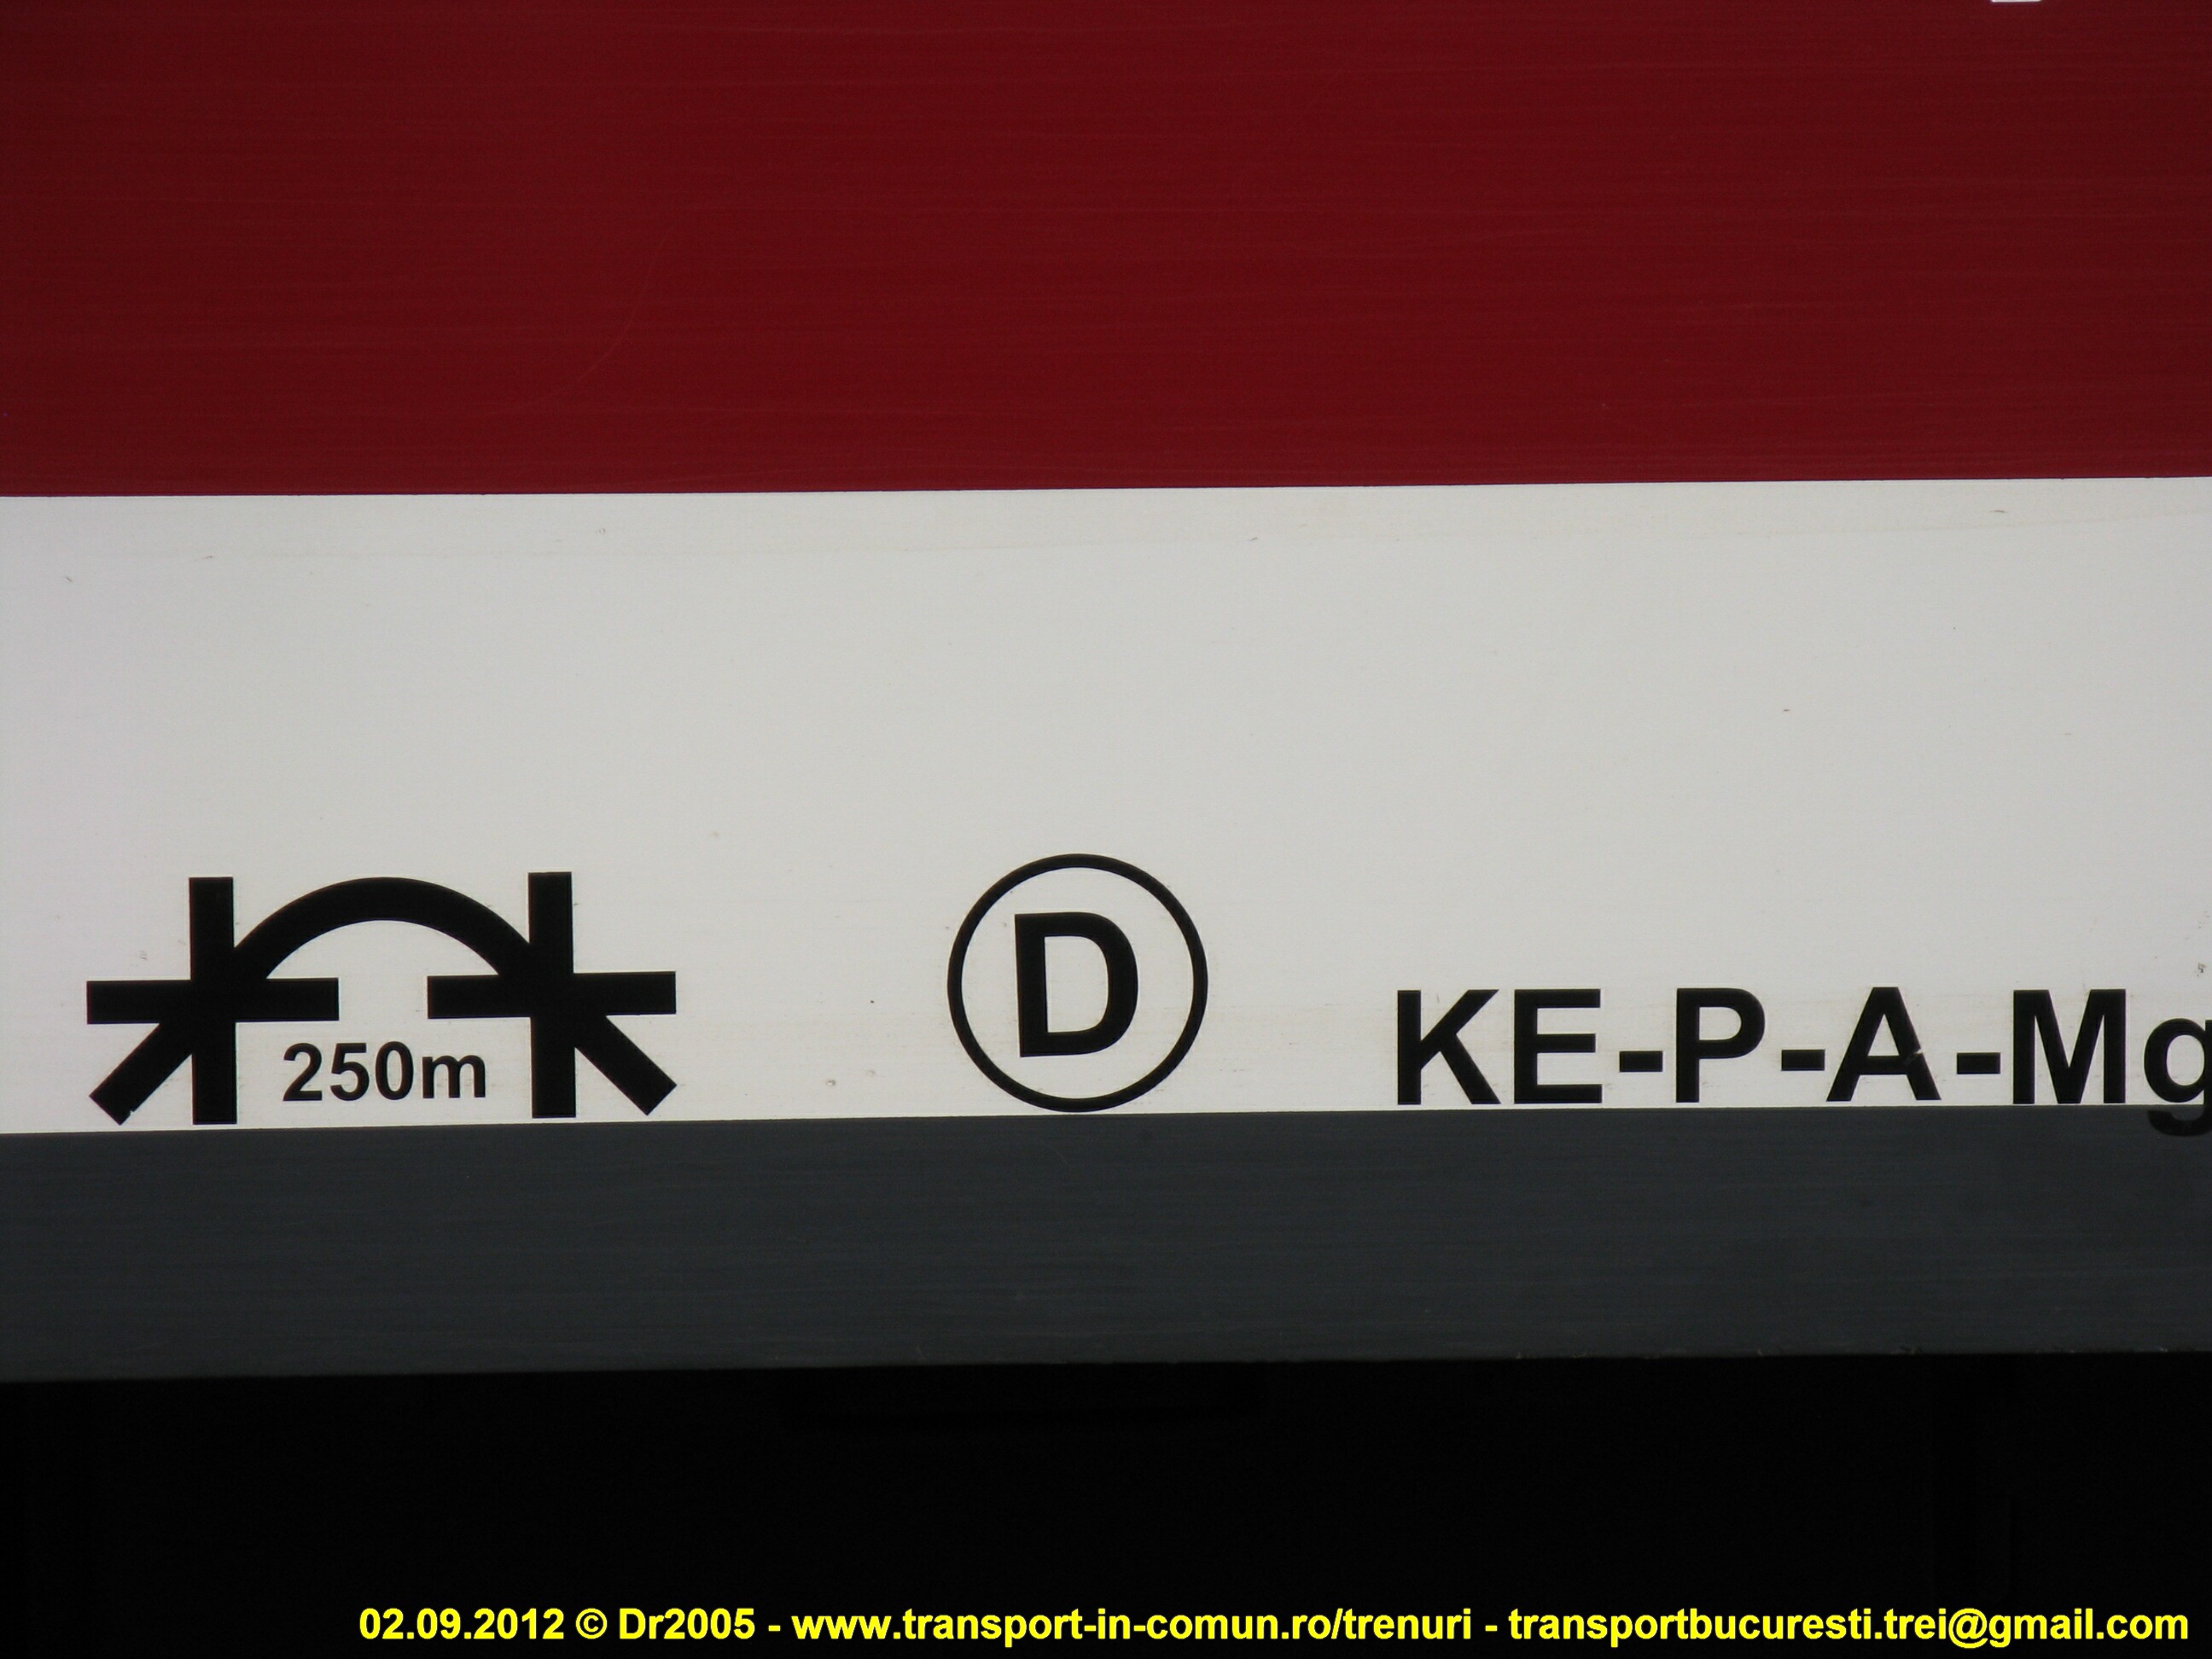 250m
D
KE-P-A-Mg
02.09.2012 © Dr2005 - www.transport-in-comun.ro/trenuri - transportbucuresti.trei@gmail.com